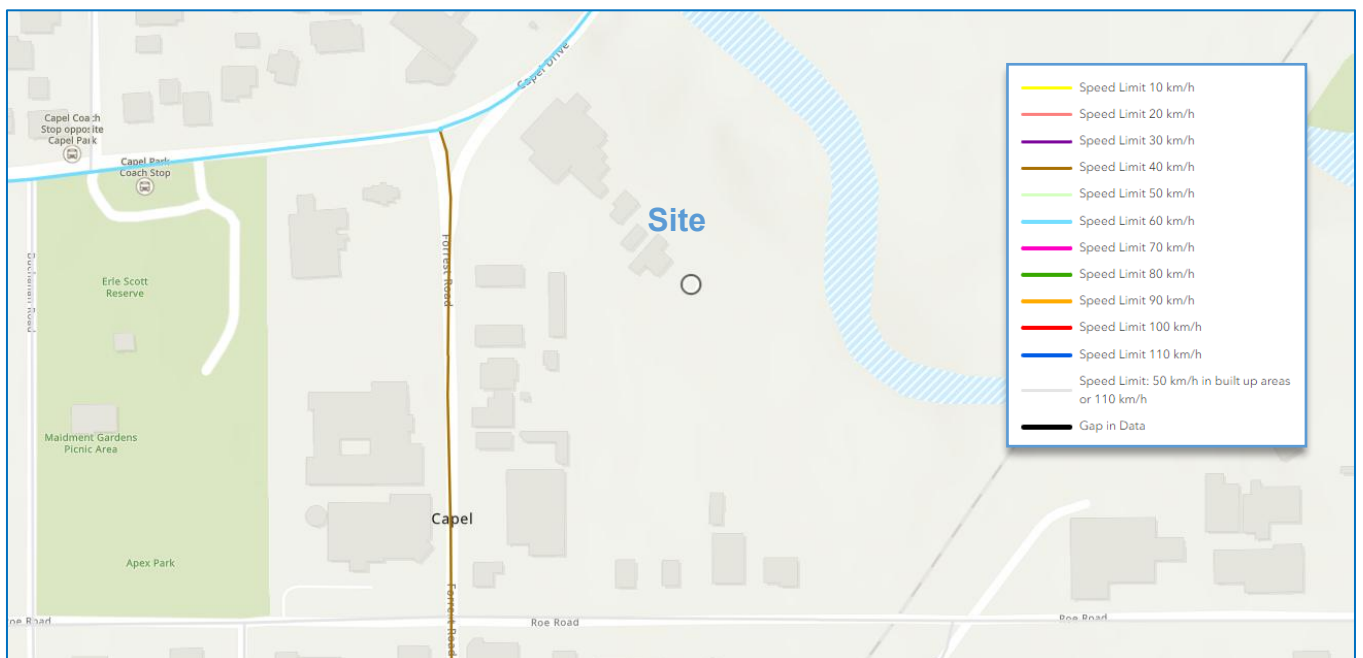 Capel Drive
Capel Coach
Stop opposite
Capel Park
Capel Park
Coach Stop
Site
Forrest Road
Buchanan Road
Erle Scott
Reserve
Maidment Gardens
Picnic Area
Capel
Apex Park
Forrest Road
oe Road
Roe Road
Roe Road
Speed Limit 10 km/h
Speed Limit 20 km/h
Speed Limit 30 km/h
Speed Limit 40 km/h
Speed Limit 50 km/h
Speed Limit 60 km/h
Speed Limit 70 km/h
Speed Limit 80 km/h
Speed Limit 90 km/h
Speed Limit 100 km/h
Speed Limit 110 km/h
Speed Limit: 50 km/h in built up areas
or 110 km/h
Gap in Data